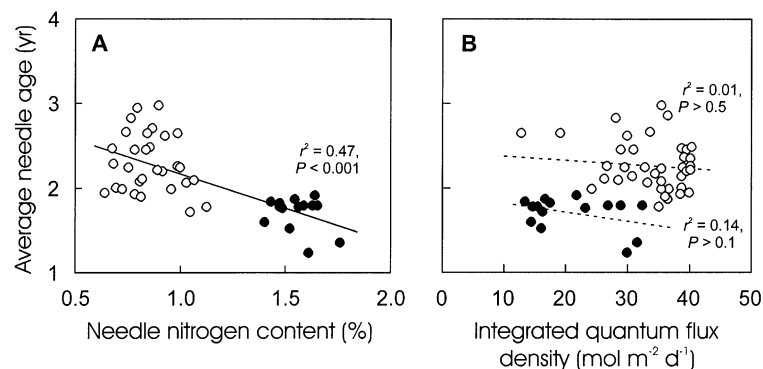 A
B
Average needle age (yr)
4
3
2
1
r² = 0.47,
P < 0.001
r² = 0.01,
P > 0.5
r² = 0.14,
P > 0.1
0.5 1.0 1.5 2.0
0 10 20 30 40 50
Needle nitrogen content (%)
Integrated quantum flux
density (mol m⁻² d⁻¹)